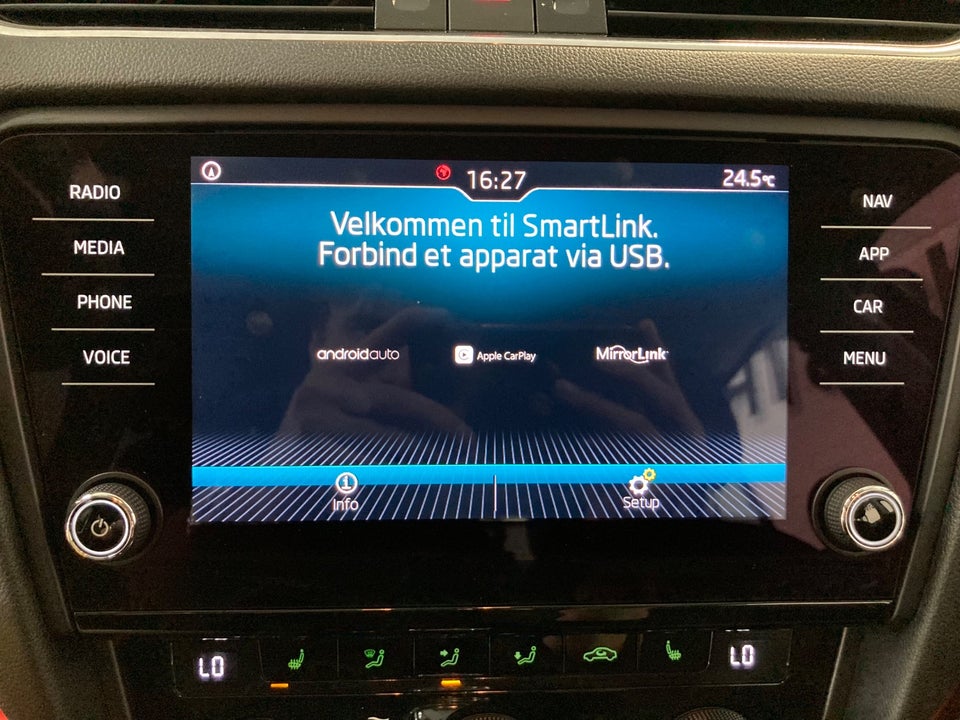 16:27
24.5°C
RADIO
MEDIA
PHONE
VOICE
Velkommen til SmartLink.
Forbind et apparat via USB.
androidauto
Apple CarPlay
MirrorLink™
Info
Setup
NAV
APP
CAR
MENU
LO
LO